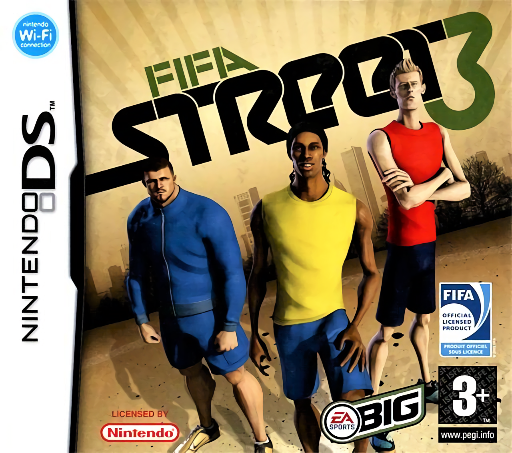 nintendo
Wi-Fi
connection
NINTENDO DS™
FIFA
STREET 3
FIFA
OFFICIAL
LICENSED
PRODUCT
PRODUIT OFFICIEL
SOUS LICENCE
LICENSED BY
Nintendo
EA
SPORTS
BIG
3+
www.pegi.info